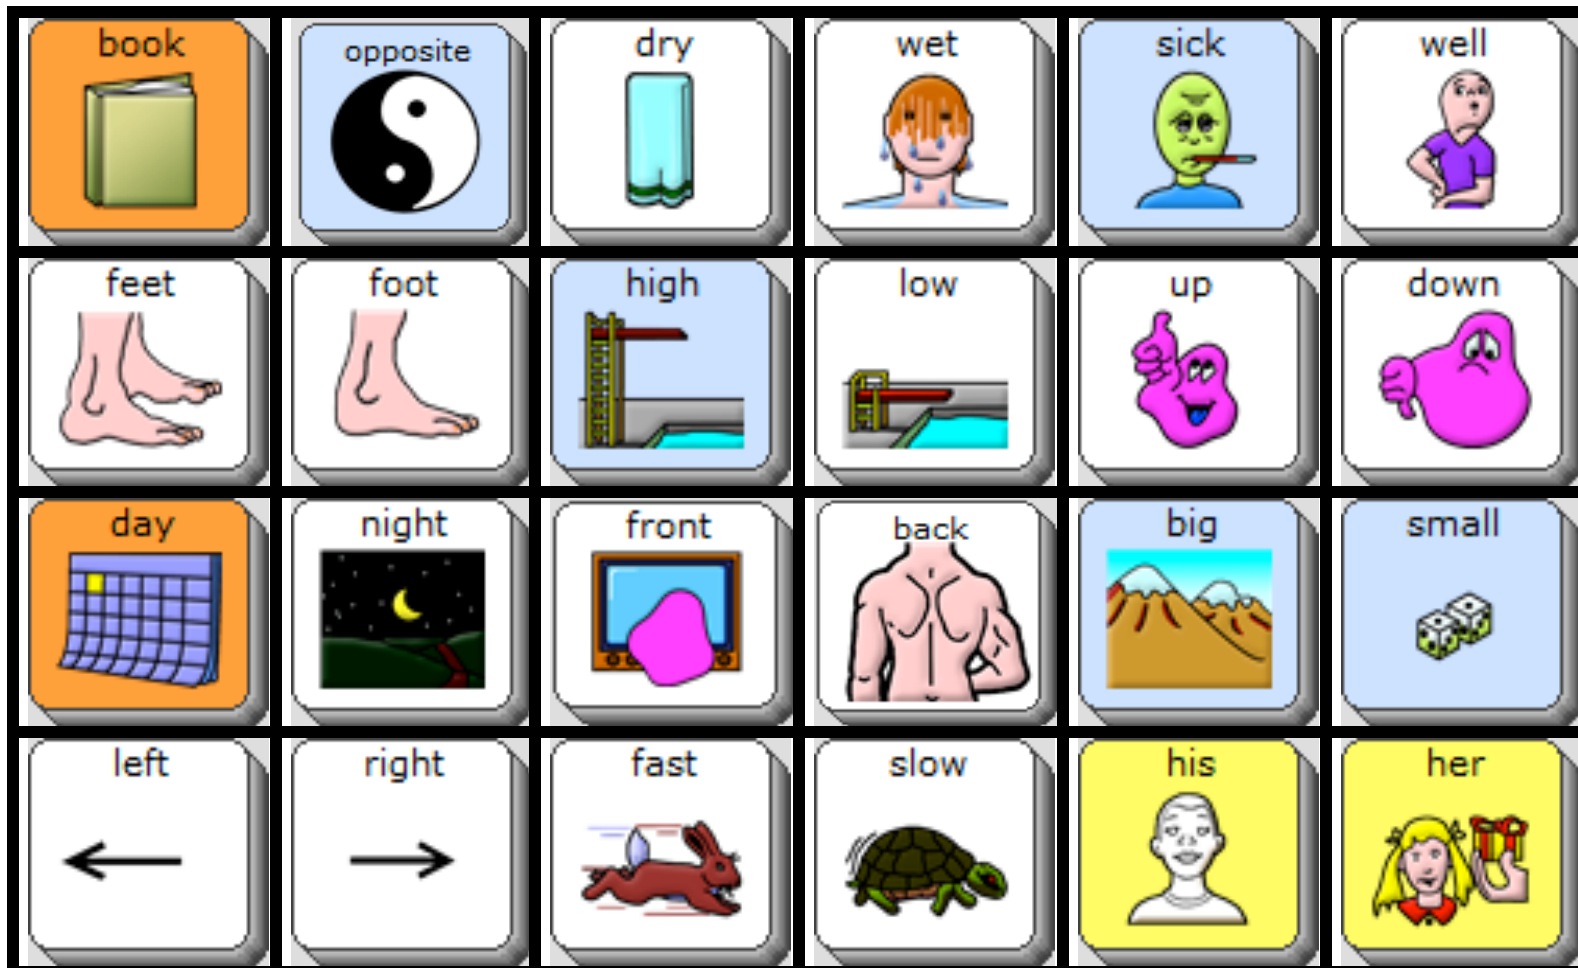 book
opposite
dry
wet
sick
well
feet
foot
high
low
up
down
day
night
front
back
big
small
left
right
fast
slow
his
her